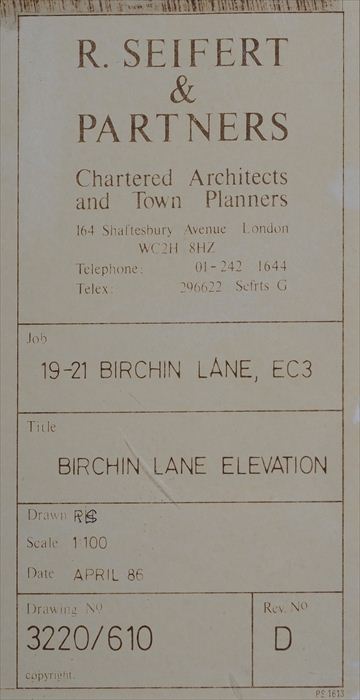 R. SEIFERT
&
PARTNERS
Chartered Architects
and Town Planners
164 Shaftesbury Avenue London
WC2H 8HZ
Telephone: 01-242 1644
Telex: 296622 Sefrts G
Job
19-21 BIRCHIN LANE, EC3
Title
BIRCHIN LANE ELEVATION
Drawn
Scale 1:100
Date APRIL 86
Drawing No
3220/610
Rev. No
D
copyright.
PS 1613